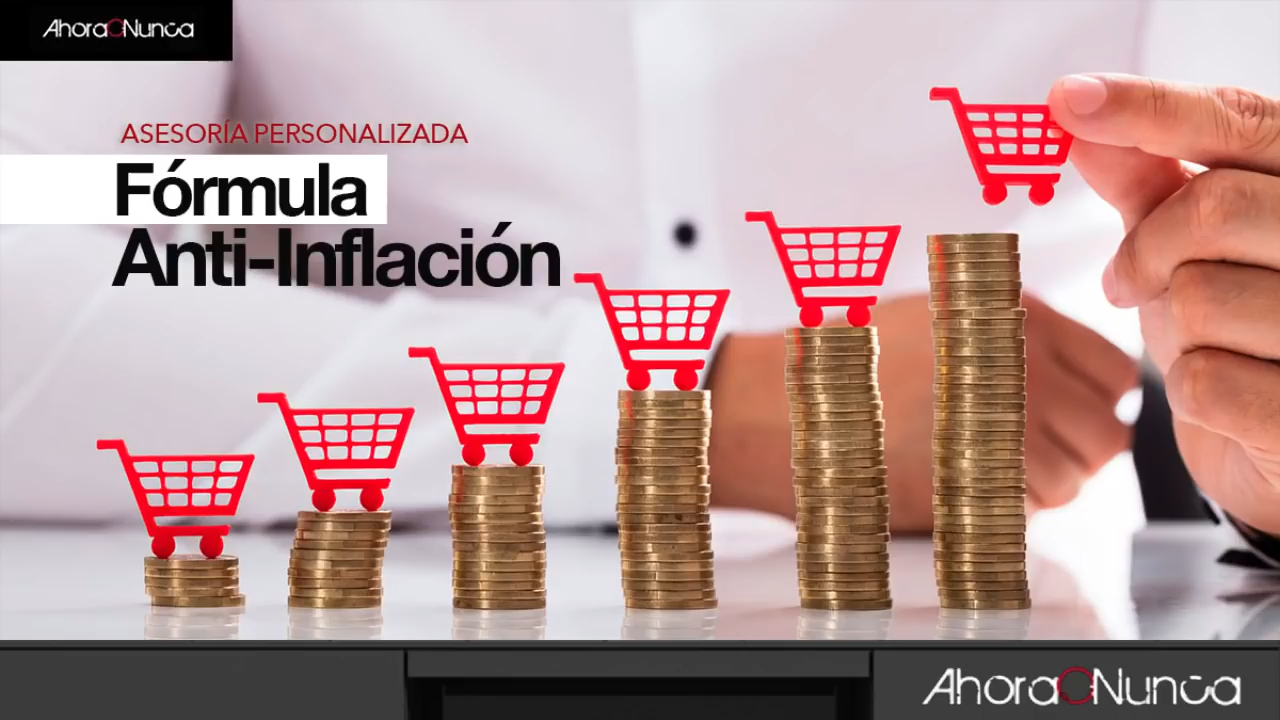 AhoraONunca
ASESORÍA PERSONALIZADA
Fórmula
Anti-Inflación
AhoraONunca